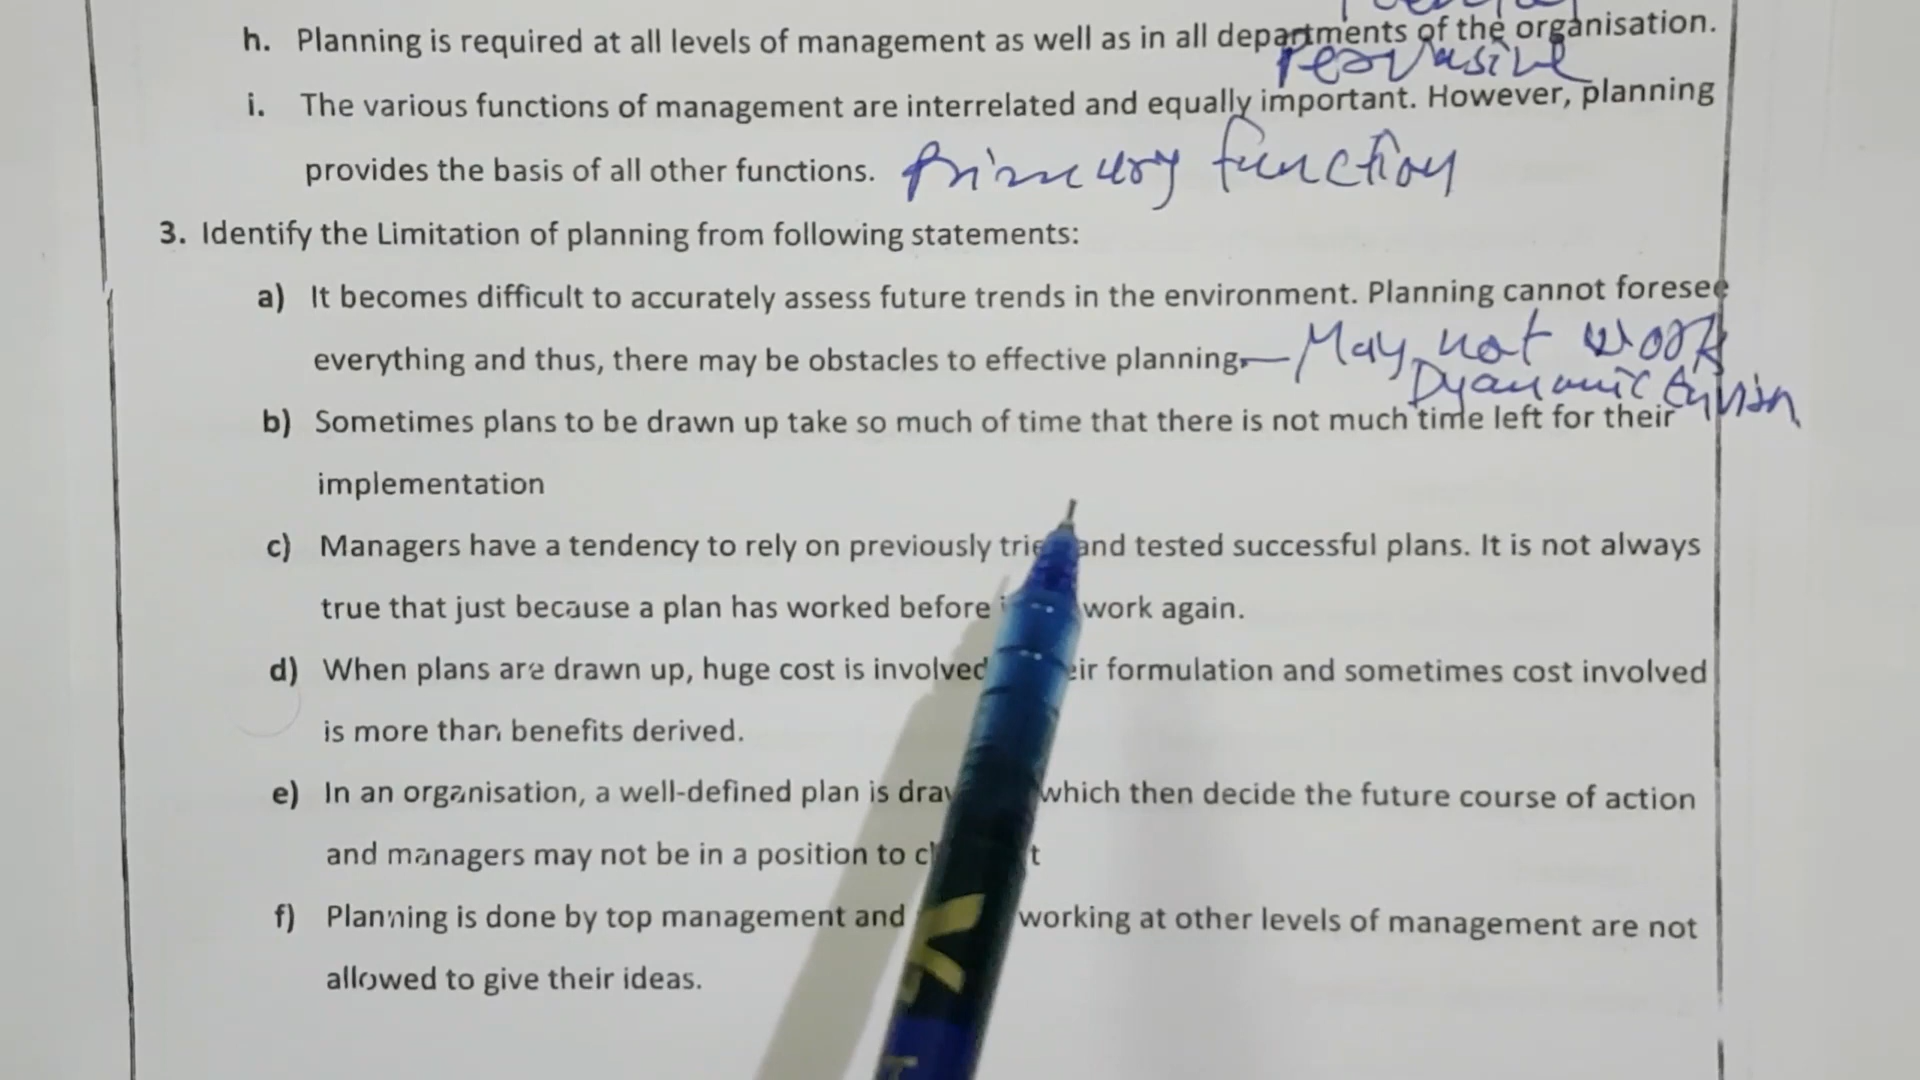 h. Planning is required at all levels of management as well as in all departments of the organisation.
Pervasive
i. The various functions of management are interrelated and equally important. However, planning
provides the basis of all other functions. Primary function
3. Identify the Limitation of planning from following statements:
a) It becomes difficult to accurately assess future trends in the environment. Planning cannot foresee
everything and thus, there may be obstacles to effective planning. — May not work
b) Sometimes plans to be drawn up take so much of time that there is not much time left for their
implementation
c) Managers have a tendency to rely on previously and tested successful plans. It is not always
true that just because a plan has worked before work again.
d) When plans are drawn up, huge cost is involved formulation and sometimes cost involved
is more than benefits derived.
e) In an organisation, a well-defined plan is which then decide the future course of action
and managers may not be in a position to
f) Planning is done by top management and working at other levels of management are not
allowed to give their ideas.